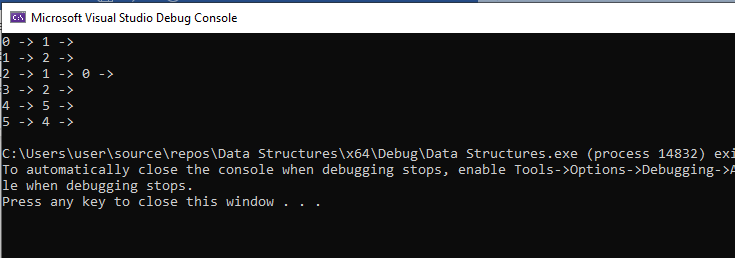 Microsoft Visual Studio Debug Console
0 -> 1 ->
1 -> 2 ->
2 -> 1 -> 0 ->
3 -> 2 ->
4 -> 5 ->
5 -> 4 ->
C:\Users\user\source\repos\Data Structures\x64\Debug\Data Structures.exe (process 14832) exi
To automatically close the console when debugging stops, enable Tools->Options->Debugging->A
le when debugging stops.
Press any key to close this window . . .